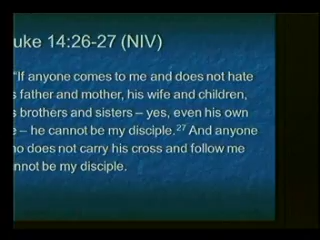 uke 14:26-27 (NIV)
"If anyone comes to me and does not hate
s father and mother, his wife and children,
s brothers and sisters – yes, even his own
e – he cannot be my disciple.27 And anyone
o does not carry his cross and follow me
nnot be my disciple.